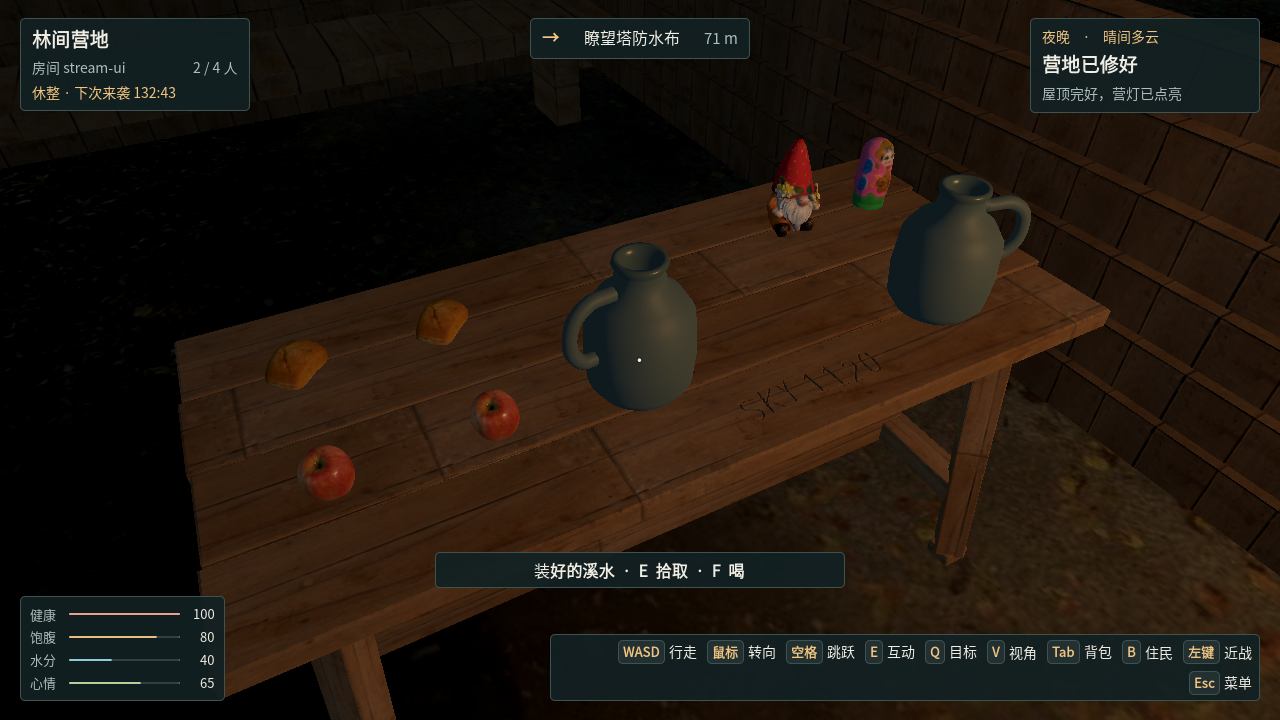 林间营地
房间 stream-ui 2 / 4 人
休整 · 下次来袭 132:43
→ 瞭望塔防水布 71 m
夜晚 · 晴间多云
营地已修好
屋顶完好，营灯已点亮
SKY 1120
装好的溪水 · E 拾取 · F 喝
健康 100
饱腹 80
水分 40
心情 65
WASD 行走 鼠标 转向 空格 跳跃 E 互动 Q 目标 V 视角 Tab 背包 B 住民 左键 近战
Esc 菜单